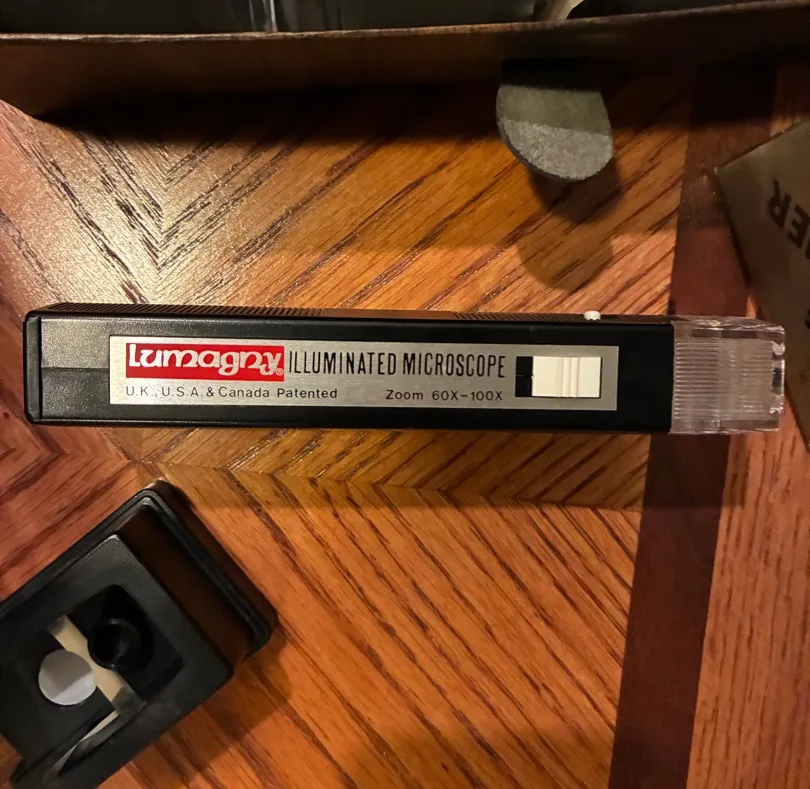 Lumagny® ILLUMINATED MICROSCOPE
U.K., U.S.A. & Canada Patented Zoom 60X-100X